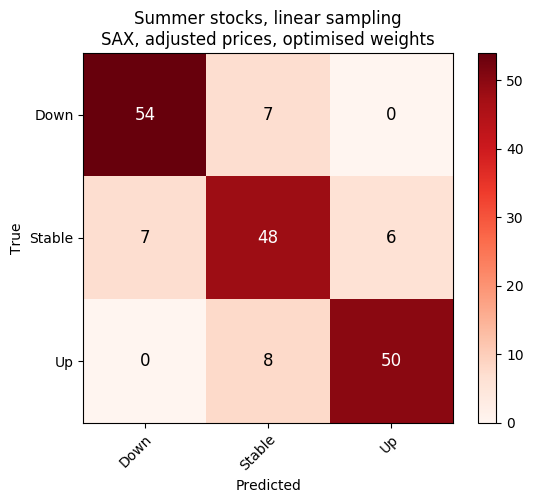 Summer stocks, linear sampling
SAX, adjusted prices, optimised weights
Down 54 7 0
Stable 7 48 6
Up 0 8 50
True
Down Stable Up
Predicted
50
40
30
20
10
0